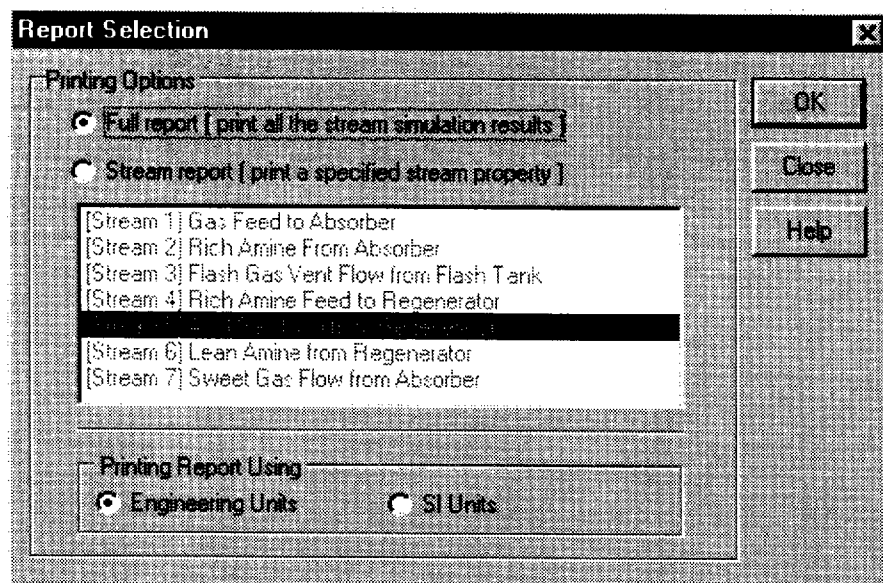 Report Selection
Printing Options
Full report [ print all the stream simulation results ]
Stream report [ print a specified stream property ]
[Stream 1] Gas Feed to Absorber
[Stream 2] Rich Amine From Absorber
[Stream 3] Flash Gas Vent Flow from Flash Tank
[Stream 4] Rich Amine Feed to Regenerator
[Stream 6] Lean Amine from Regenerator
[Stream 7] Sweet Gas Flow from Absorber
Printing Report Using
Engineering Units
SI Units
OK
Close
Help